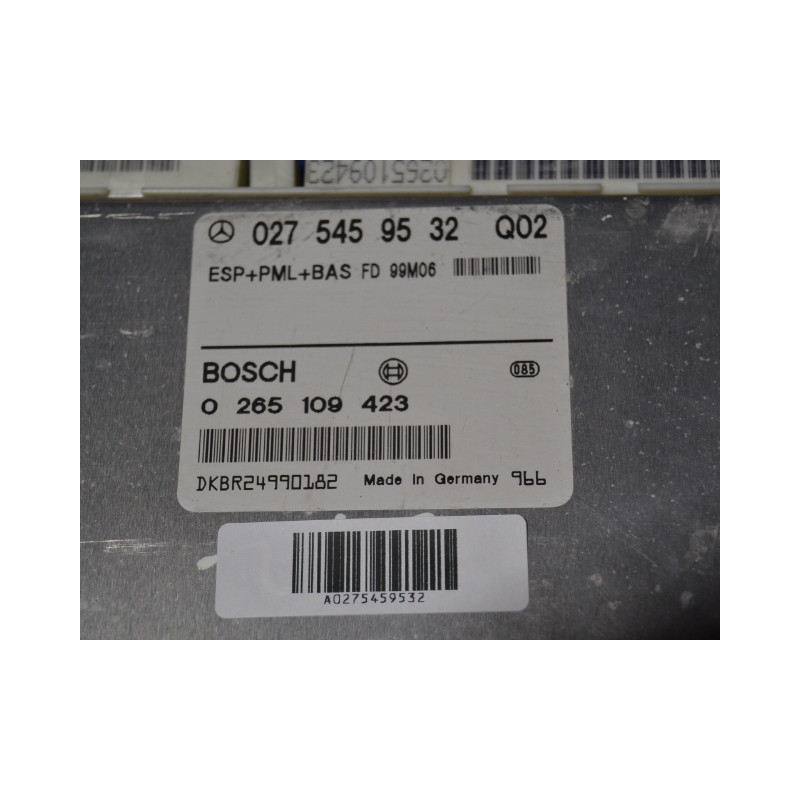 0265109423
027 545 95 32 Q02
ESP+PML+BAS FD 99M06
BOSCH 085
0 265 109 423
DKBR24990182 Made in Germany 966
A0275459532